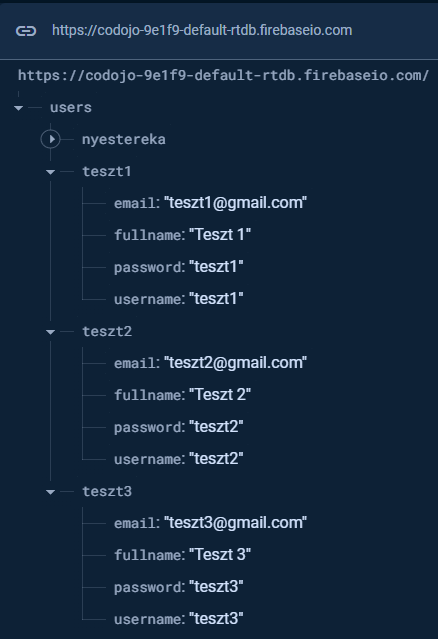 https://codojo-9e1f9-default-rtdb.firebaseio.com
https://codojo-9e1f9-default-rtdb.firebaseio.com/
users
nyestereka
teszt1
email: "teszt1@gmail.com"
fullname: "Teszt 1"
password: "teszt1"
username: "teszt1"
teszt2
email: "teszt2@gmail.com"
fullname: "Teszt 2"
password: "teszt2"
username: "teszt2"
teszt3
email: "teszt3@gmail.com"
fullname: "Teszt 3"
password: "teszt3"
username: "teszt3"